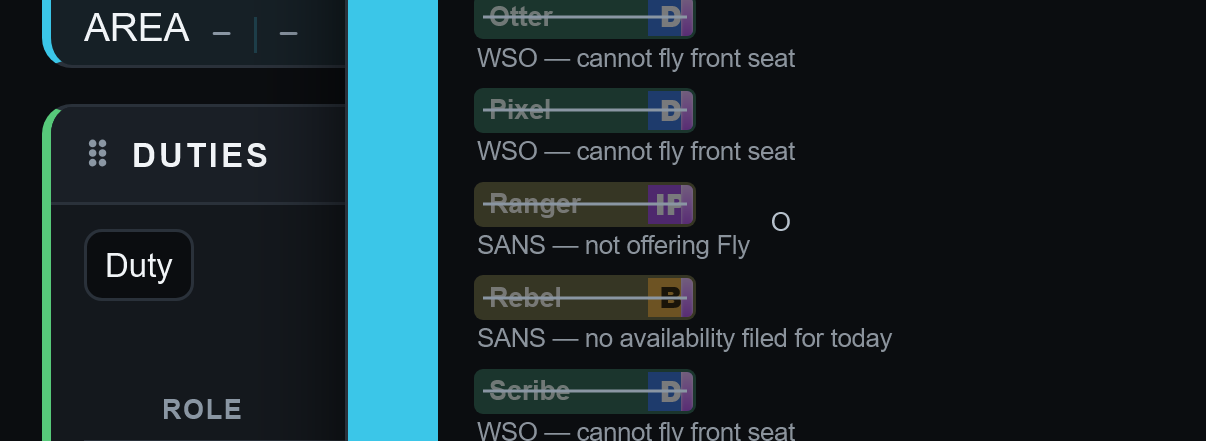 AREA – | –
DUTIES
Duty
ROLE
Otter D
WSO — cannot fly front seat
Pixel D
WSO — cannot fly front seat
Ranger IP
O
SANS — not offering Fly
Rebel B
SANS — no availability filed for today
Scribe D
WSO — cannot fly front seat